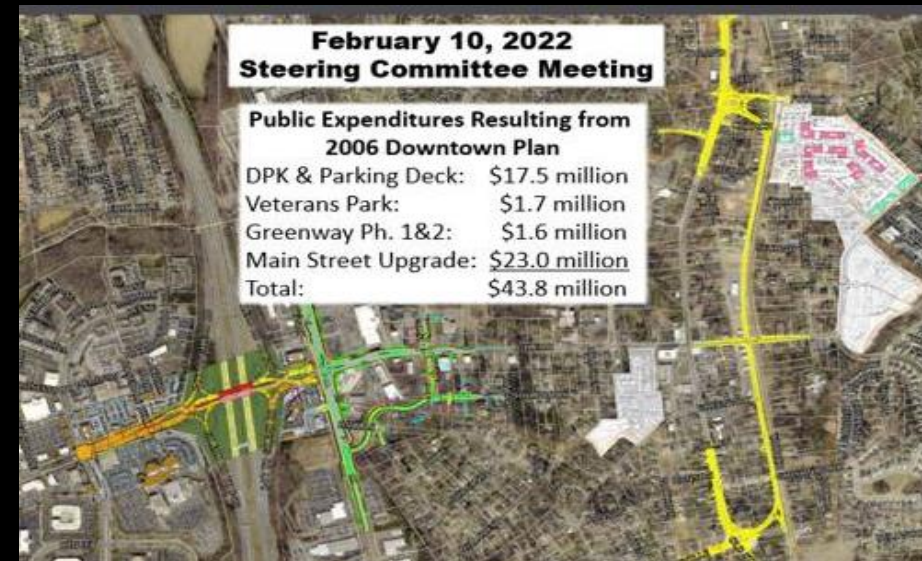 February 10, 2022
Steering Committee Meeting
Public Expenditures Resulting from
2006 Downtown Plan
DPK & Parking Deck: $17.5 million
Veterans Park: $1.7 million
Greenway Ph. 1&2: $1.6 million
Main Street Upgrade: $23.0 million
Total: $43.8 million